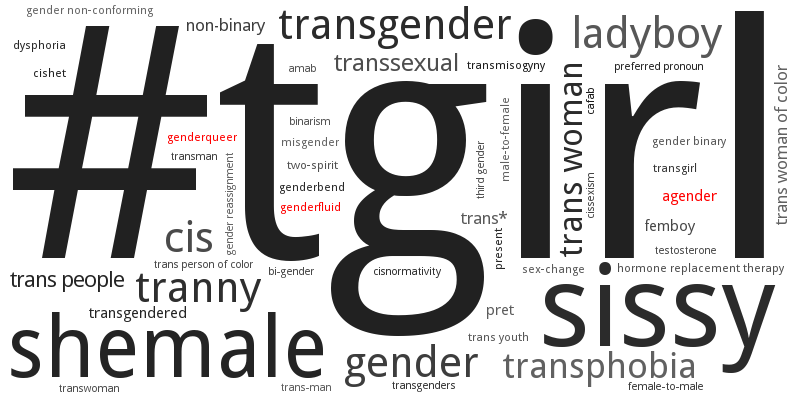 gender non-conforming
non-binary
transgender
ladyboy
dysphoria
cishet
amab
transsexual
transmisogyny
preferred pronoun
#tgirl
trans woman
cafab
trans woman of color
genderqueer
binarism
misgender
male-to-female
gender binary
transman
two-spirit
third gender
transgirl
gender reassignment
genderbend
cissexism
agender
genderfluid
trans*
femboy
cis
present
testosterone
trans person of color
bi-gender
cisnormativity
sex-change
hormone replacement therapy
trans people
tranny
sissy
transgendered
pret
shemale
trans youth
gender
transphobia
transwoman
trans-man
transgenders
female-to-male